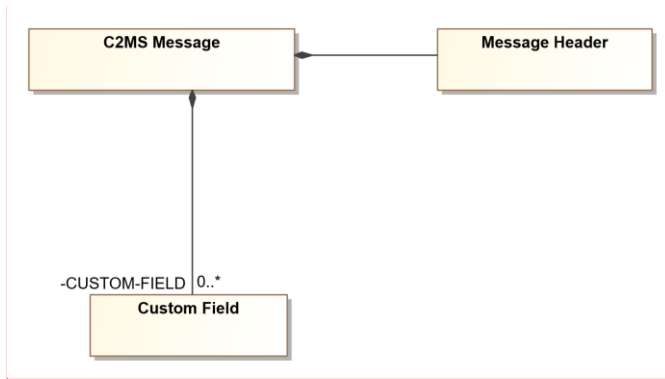 C2MS Message
Message Header
-CUSTOM-FIELD 0..*
Custom Field